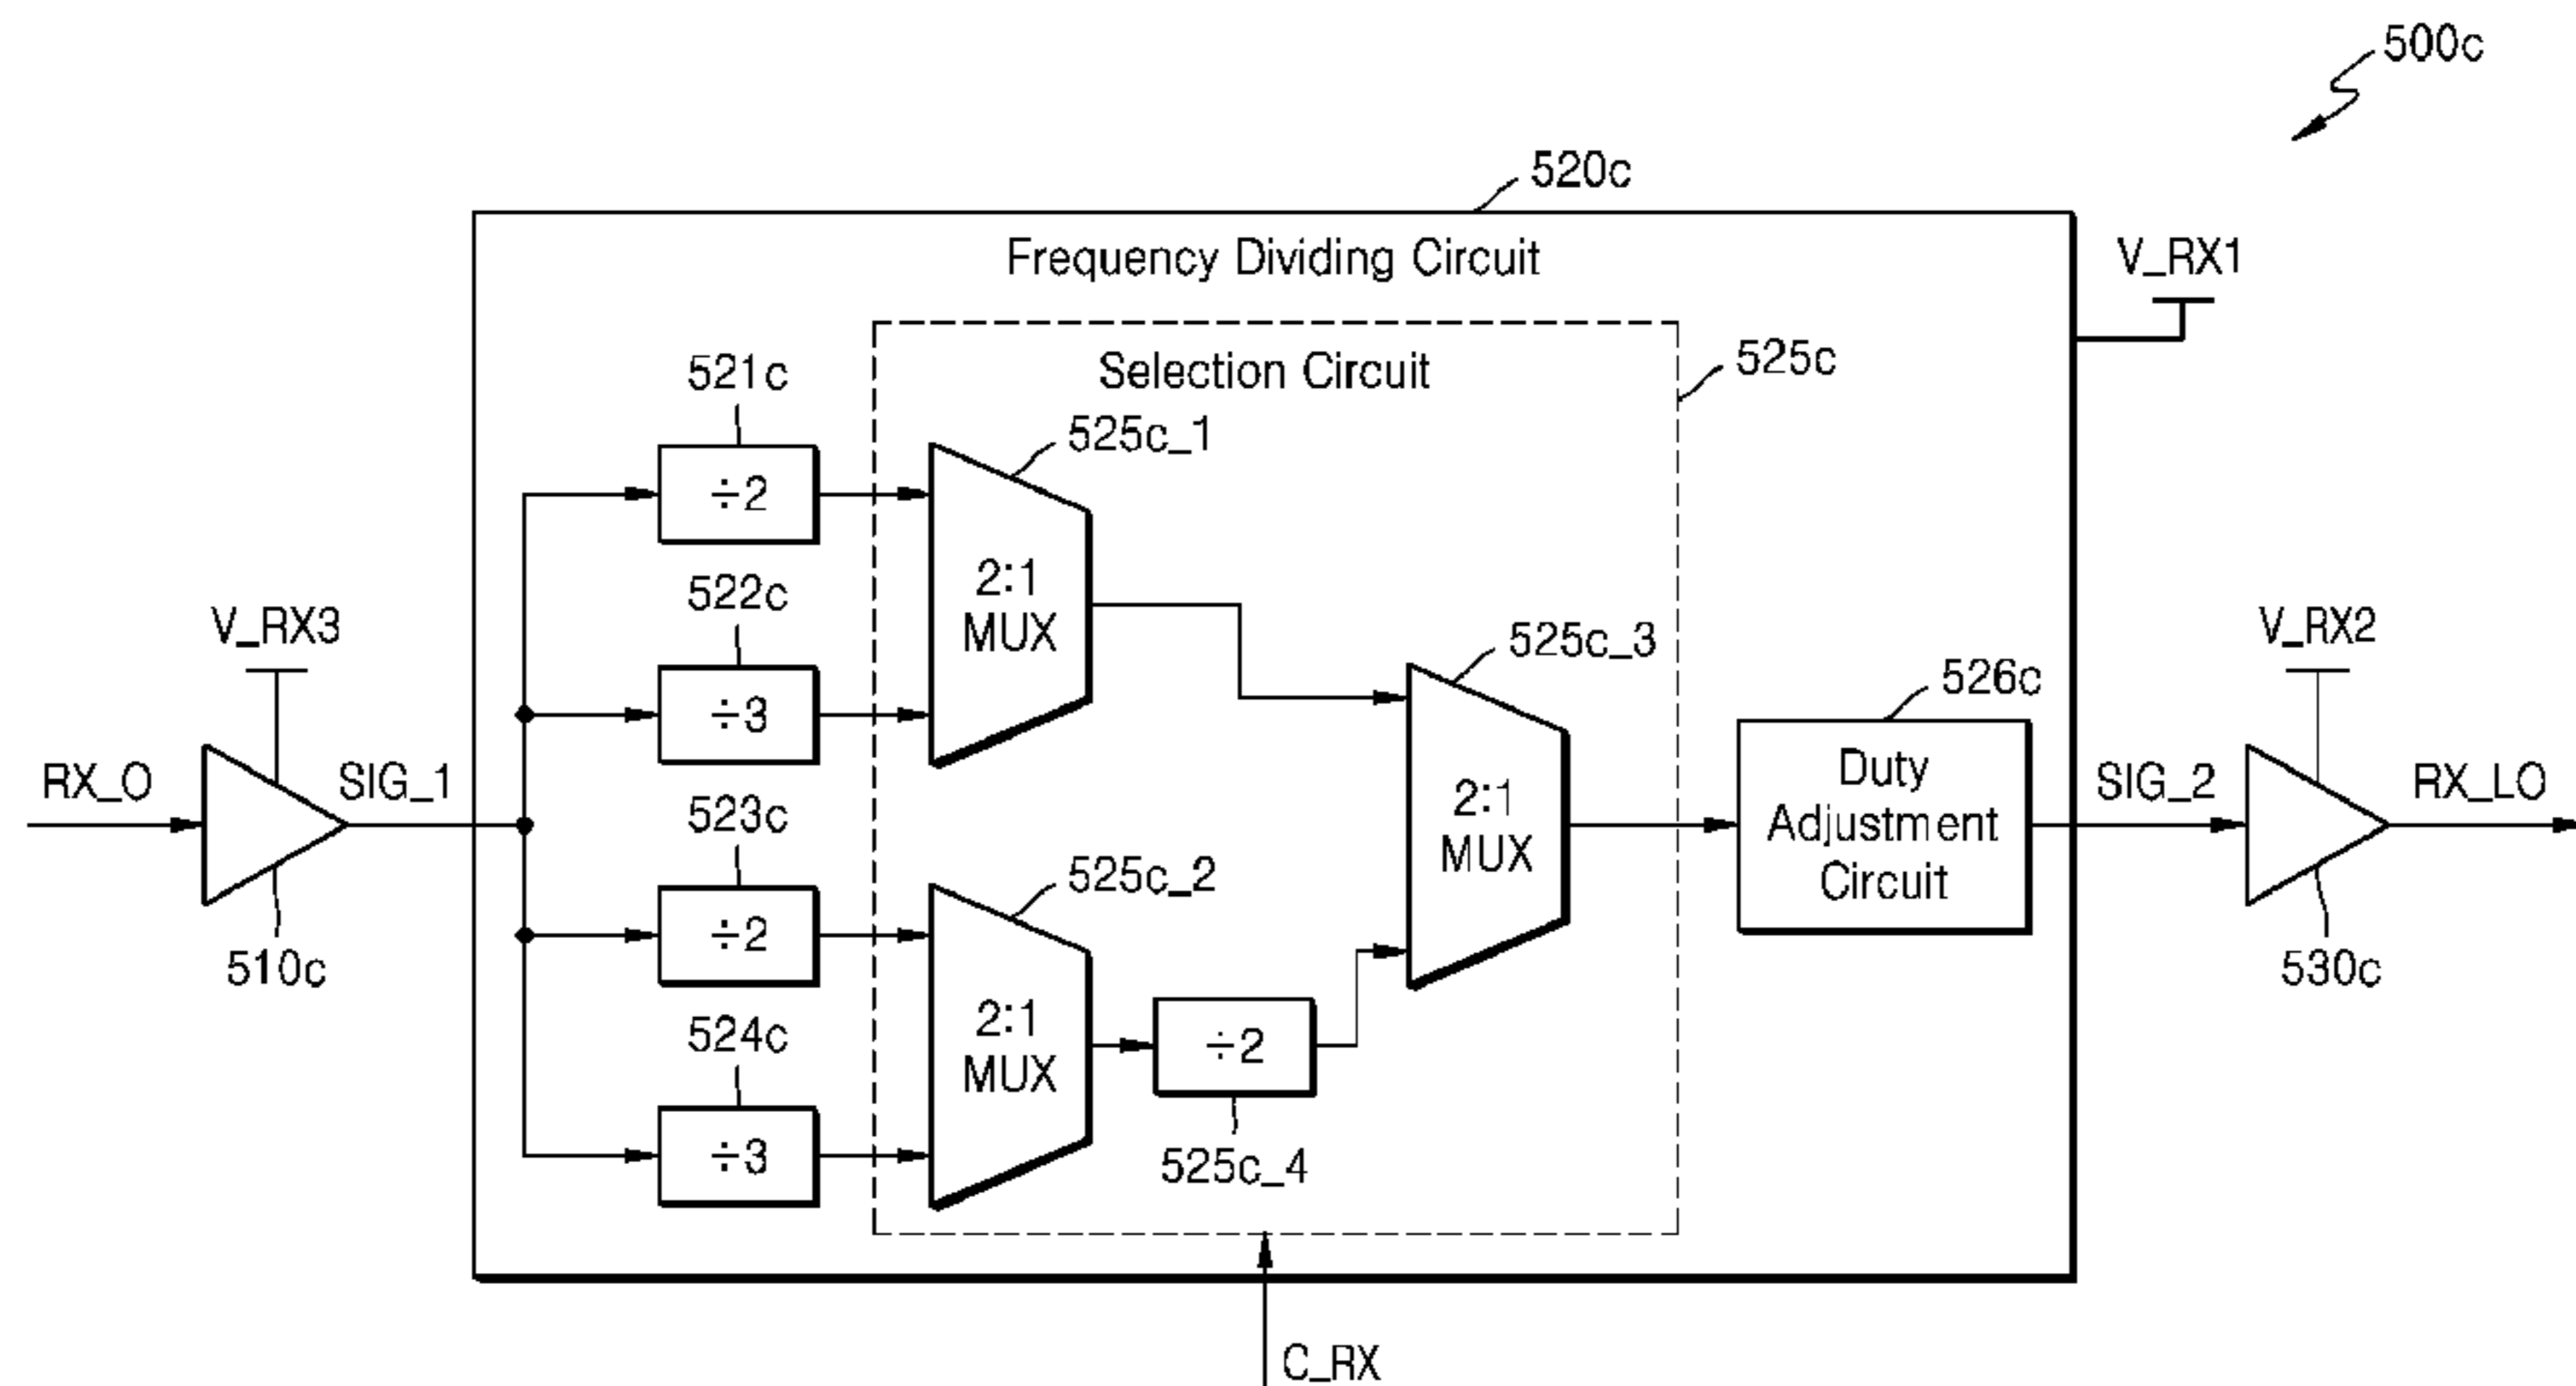 500c
520c
Frequency Dividing Circuit
V_RX1
Selection Circuit
525c
521c
525c_1
÷2
2:1
MUX
522c
÷3
V_RX3
RX_O
SIG_1
510c
525c_3
2:1
MUX
523c
525c_2
÷2
2:1
MUX
524c
÷3
÷2
525c_4
526c
Duty
Adjustment
Circuit
SIG_2
V_RX2
RX_LO
530c
C_RX